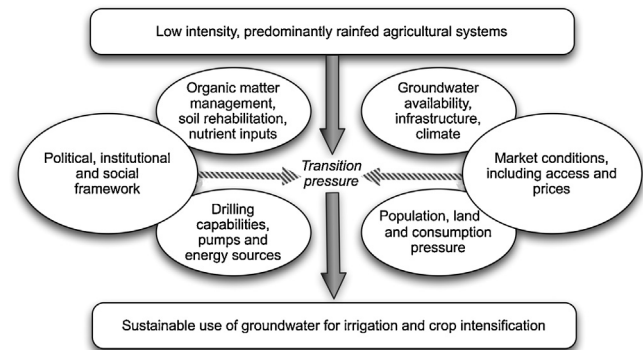 Low intensity, predominantly rainfed agricultural systems
Organic matter
management,
soil rehabilitation,
nutrient inputs
Groundwater
availability,
infrastructure,
climate
Political, institutional
and social
framework
Transition
pressure
Market conditions,
including access and
prices
Drilling
capabilities,
pumps and
energy sources
Population, land
and consumption
pressure
Sustainable use of groundwater for irrigation and crop intensification